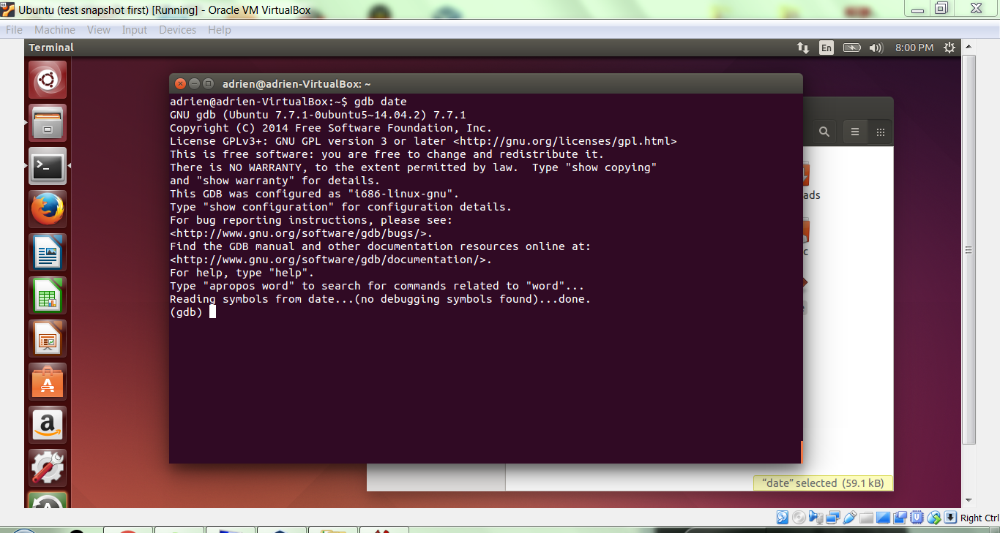 Ubuntu (test snapshot first) [Running] - Oracle VM VirtualBox
File Machine View Input Devices Help
Terminal
En
8:00 PM
adrien@adrien-VirtualBox: ~
adrien@adrien-VirtualBox:~$ gdb date
GNU gdb (Ubuntu 7.7.1-0ubuntu5~14.04.2) 7.7.1
Copyright (C) 2014 Free Software Foundation, Inc.
License GPLv3+: GNU GPL version 3 or later <http://gnu.org/licenses/gpl.html>
This is free software: you are free to change and redistribute it.
There is NO WARRANTY, to the extent permitted by law.  Type "show copying"
and "show warranty" for details.
This GDB was configured as "i686-linux-gnu".
Type "show configuration" for configuration details.
For bug reporting instructions, please see:
<http://www.gnu.org/software/gdb/bugs/>.
Find the GDB manual and other documentation resources online at:
<http://www.gnu.org/software/gdb/documentation/>.
For help, type "help".
Type "apropos word" to search for commands related to "word"...
Reading symbols from date...(no debugging symbols found)...done.
(gdb)
ads
c
“date” selected (59.1 kB)
Right Ctrl